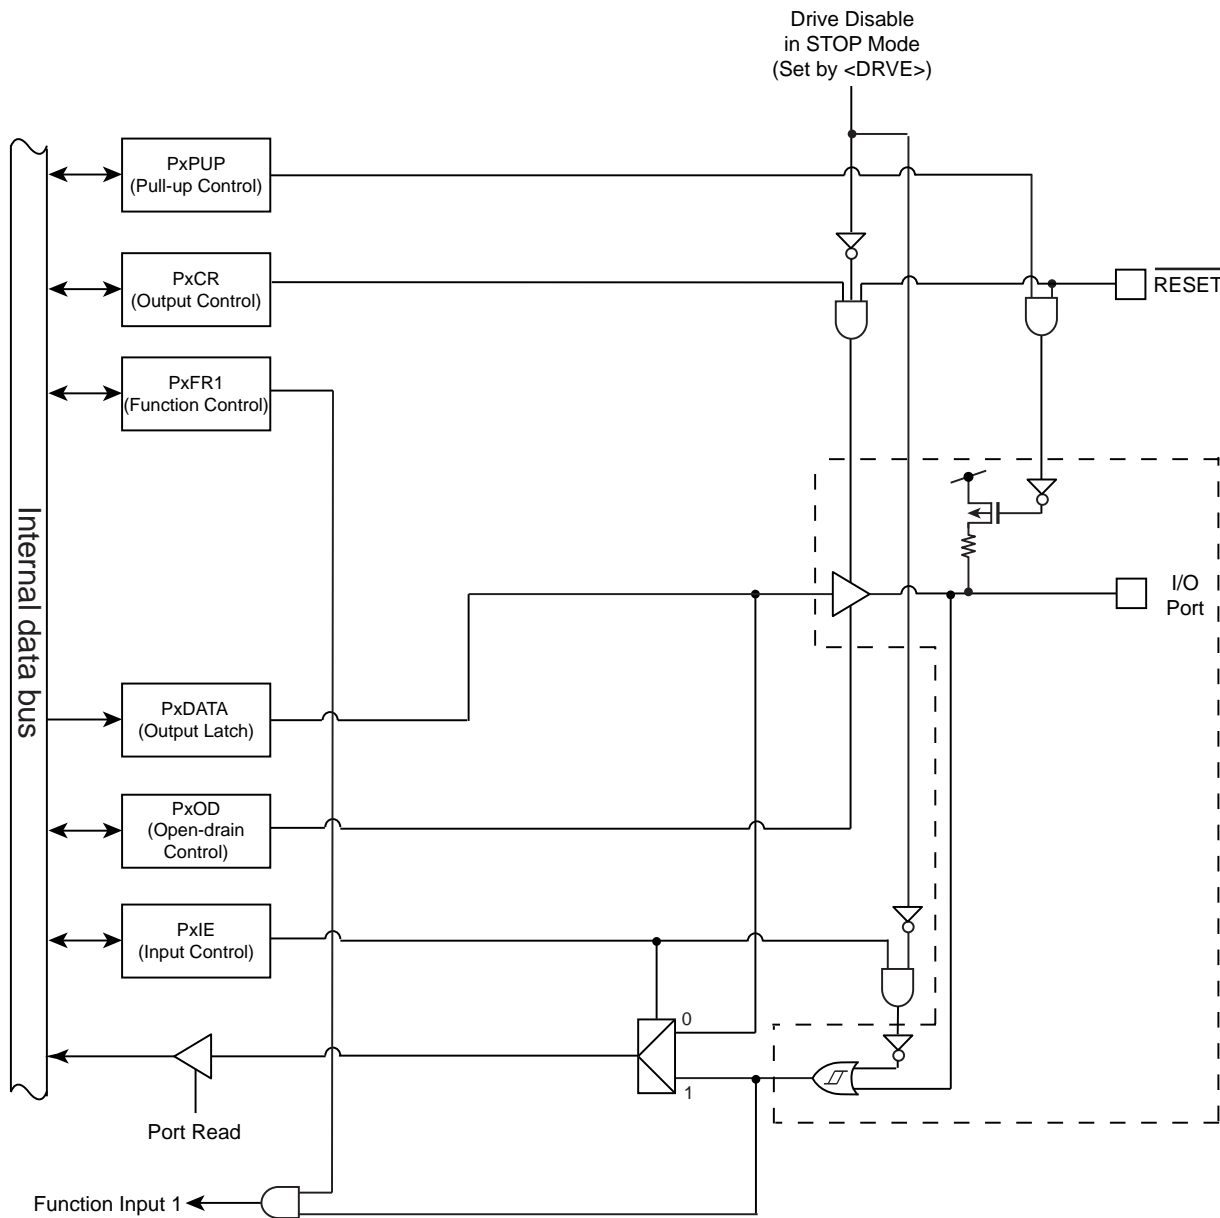 Drive Disable
in STOP Mode
(Set by <DRVE>)
PxPUP
(Pull-up Control)
PxCR
(Output Control)
RESET
PxFR1
(Function Control)
Internal data bus
I/O
Port
PxDATA
(Output Latch)
PxOD
(Open-drain
Control)
PxIE
(Input Control)
0
1
Port Read
Function Input 1